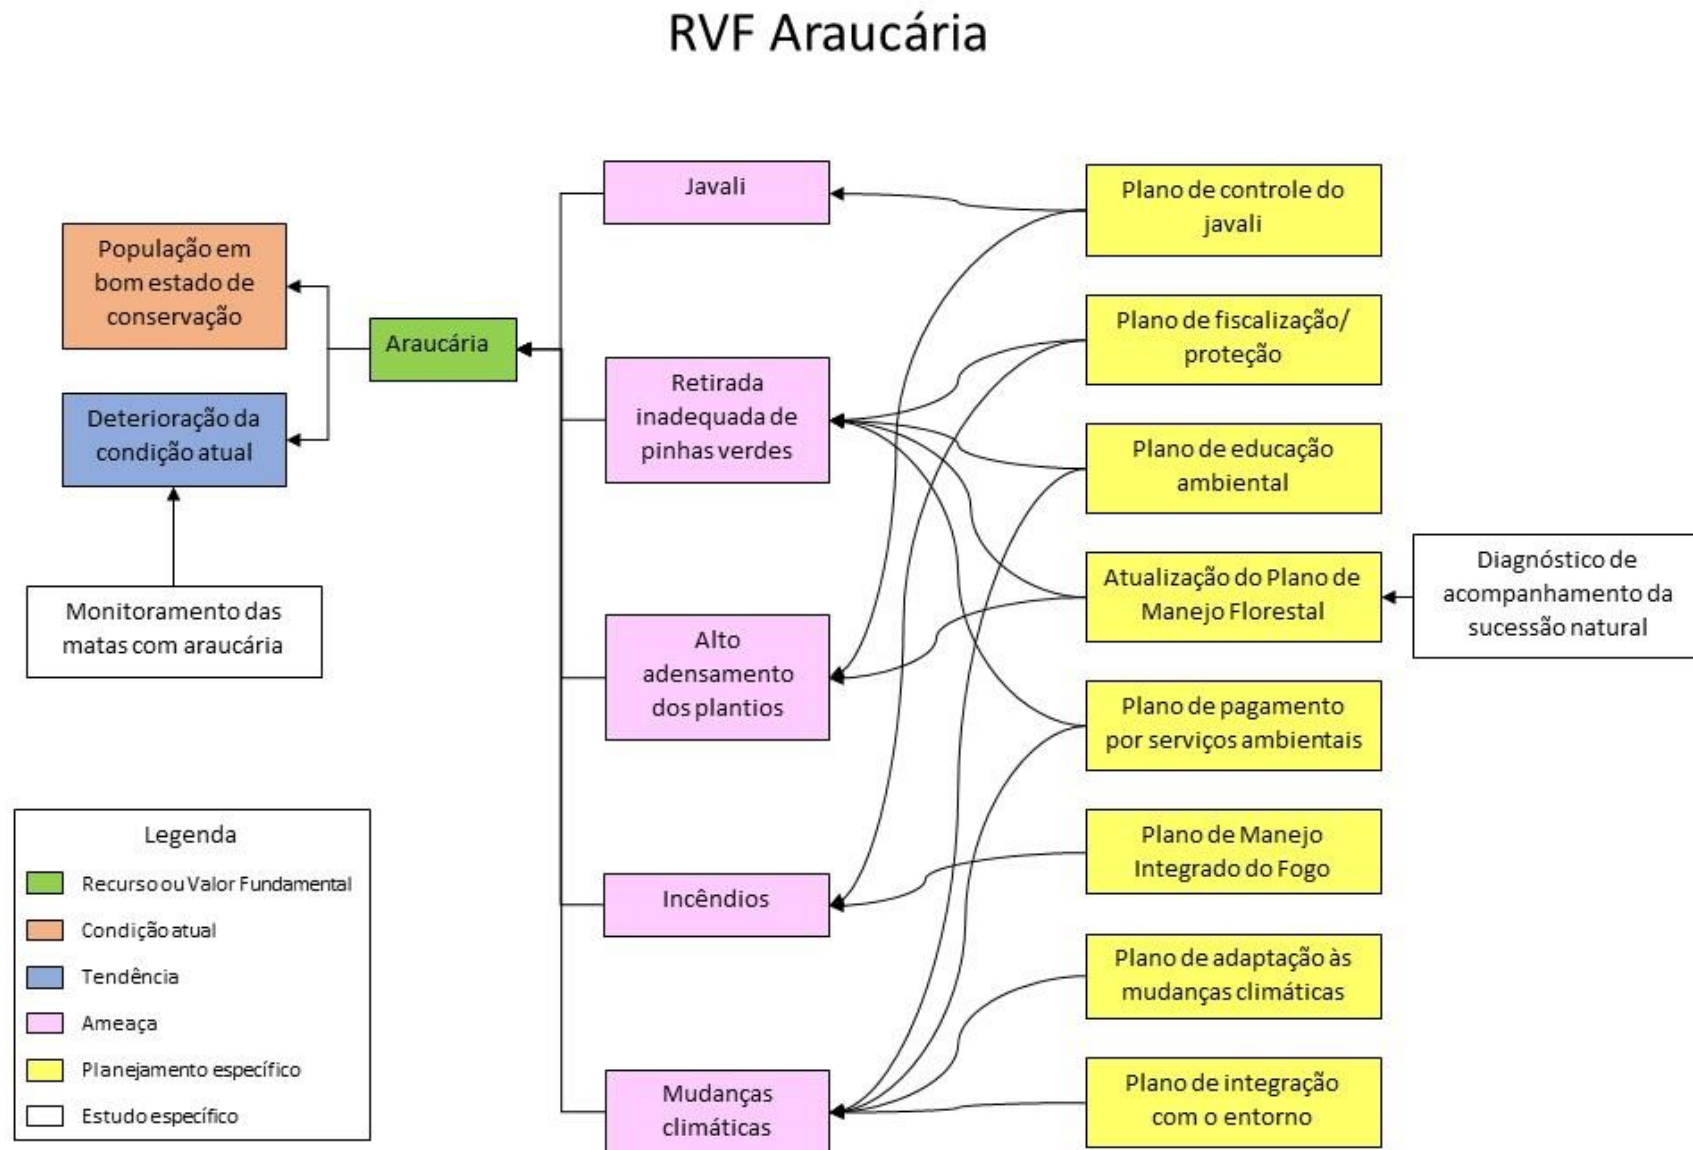 RVF Araucária
População em
bom estado de
conservação
Deterioração da
condição atual
Monitoramento das
matas com araucária
Araucária
Javali
Retirada
inadequada de
pinhas verdes
Alto
adensamento
dos plantios
Incêndios
Mudanças
climáticas
Plano de controle do
javali
Plano de fiscalização/
proteção
Plano de educação
ambiental
Atualização do Plano de
Manejo Florestal
Plano de pagamento
por serviços ambientais
Plano de Manejo
Integrado do Fogo
Plano de adaptação às
mudanças climáticas
Plano de integração
com o entorno
Diagnóstico de
acompanhamento da
sucessão natural
Legenda
Recurso ou Valor Fundamental
Condição atual
Tendência
Ameaça
Planejamento específico
Estudo específico